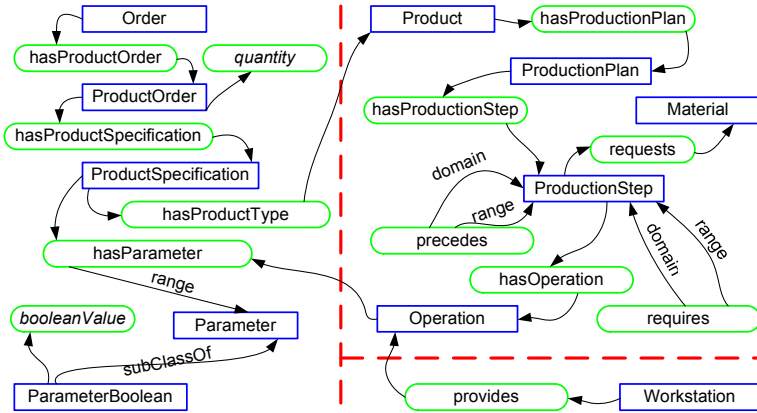 Order
Product
hasProductionPlan
hasProductOrder
quantity
ProductionPlan
ProductOrder
hasProductionStep
Material
hasProductSpecification
requests
domain
ProductSpecification
ProductionStep
hasProductType
range
precedes
range
domain
hasParameter
hasOperation
range
booleanValue
Parameter
Operation
requires
subClassOf
ParameterBoolean
provides
Workstation